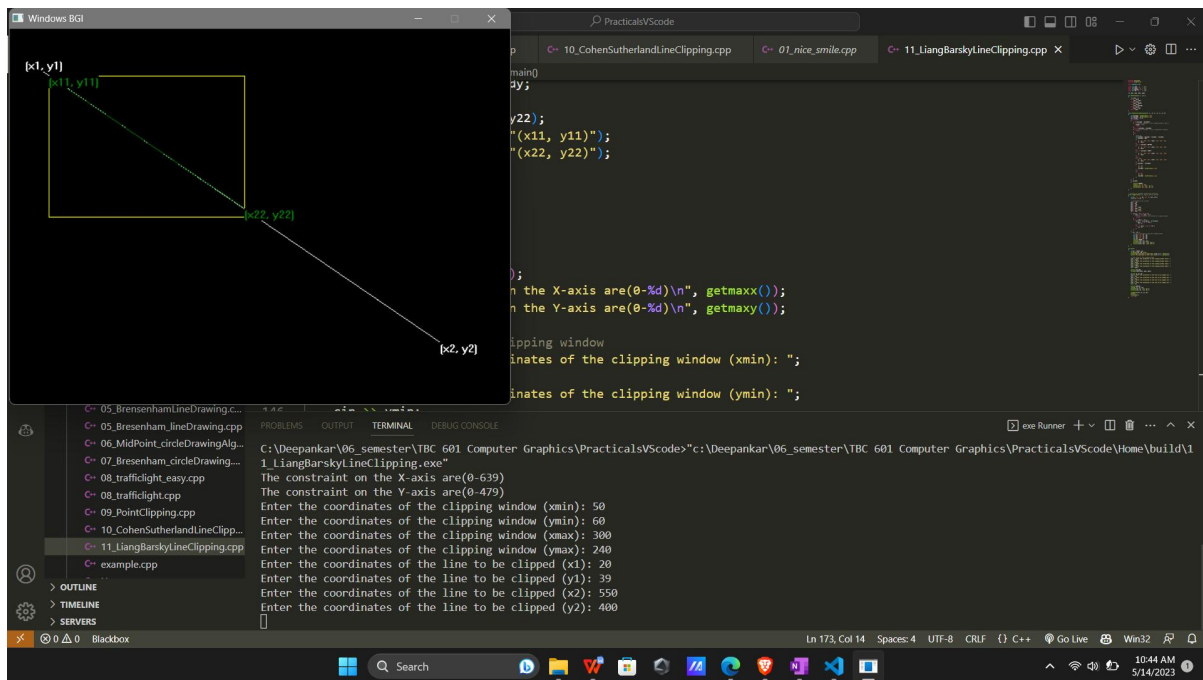 Windows BGI
PracticalsVScode
(x1, y1)
(x11, y11)
(x22, y22)
(x2, y2)
p
10_CohenSutherlandLineClipping.cpp
01_nice_smile.cpp
11_LiangBarskyLineClipping.cpp
main()
dy;
y22);
"(x11, y11)");
"(x22, y22)");
);
n the X-axis are(0-%d)\n", getmaxx());
n the Y-axis are(0-%d)\n", getmaxy());
ipping window
inates of the clipping window (xmin): ";
inates of the clipping window (ymin): ";
05_BrensenhamLineDrawing.c...
05_Bresenham_lineDrawing.cpp
06_MidPoint_circleDrawingAlg...
07_Bresenham_circleDrawing....
08_trafficlight_easy.cpp
08_trafficlight.cpp
09_PointClipping.cpp
10_CohenSutherlandLineClipp...
11_LiangBarskyLineClipping.cpp
example.cpp
OUTLINE
TIMELINE
SERVERS
PROBLEMS OUTPUT TERMINAL DEBUG CONSOLE
exe Runner
C:\Deepankar\06_semester\TBC 601 Computer Graphics\PracticalsVScode>"c:\Deepankar\06_semester\TBC 601 Computer Graphics\PracticalsVScode\Home\build\1
1_LiangBarskyLineClipping.exe"
The constraint on the X-axis are(0-639)
The constraint on the Y-axis are(0-479)
Enter the coordinates of the clipping window (xmin): 50
Enter the coordinates of the clipping window (ymin): 60
Enter the coordinates of the clipping window (xmax): 300
Enter the coordinates of the clipping window (ymax): 240
Enter the coordinates of the line to be clipped (x1): 20
Enter the coordinates of the line to be clipped (y1): 39
Enter the coordinates of the line to be clipped (x2): 550
Enter the coordinates of the line to be clipped (y2): 400
0 0 Blackbox
Ln 173, Col 14 Spaces: 4 UTF-8 CRLF {} C++ Go Live Win32
Search
10:44 AM
5/14/2023
1